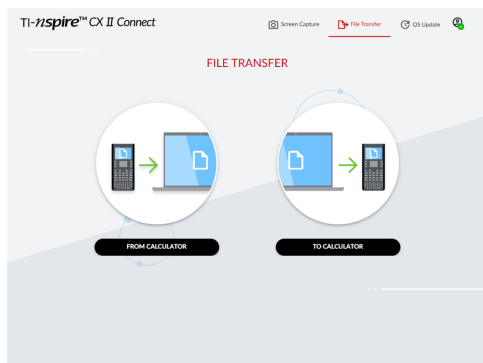 TI-nspire™ CX II Connect
Screen Capture
File Transfer
OS Update
FILE TRANSFER
FROM CALCULATOR
TO CALCULATOR